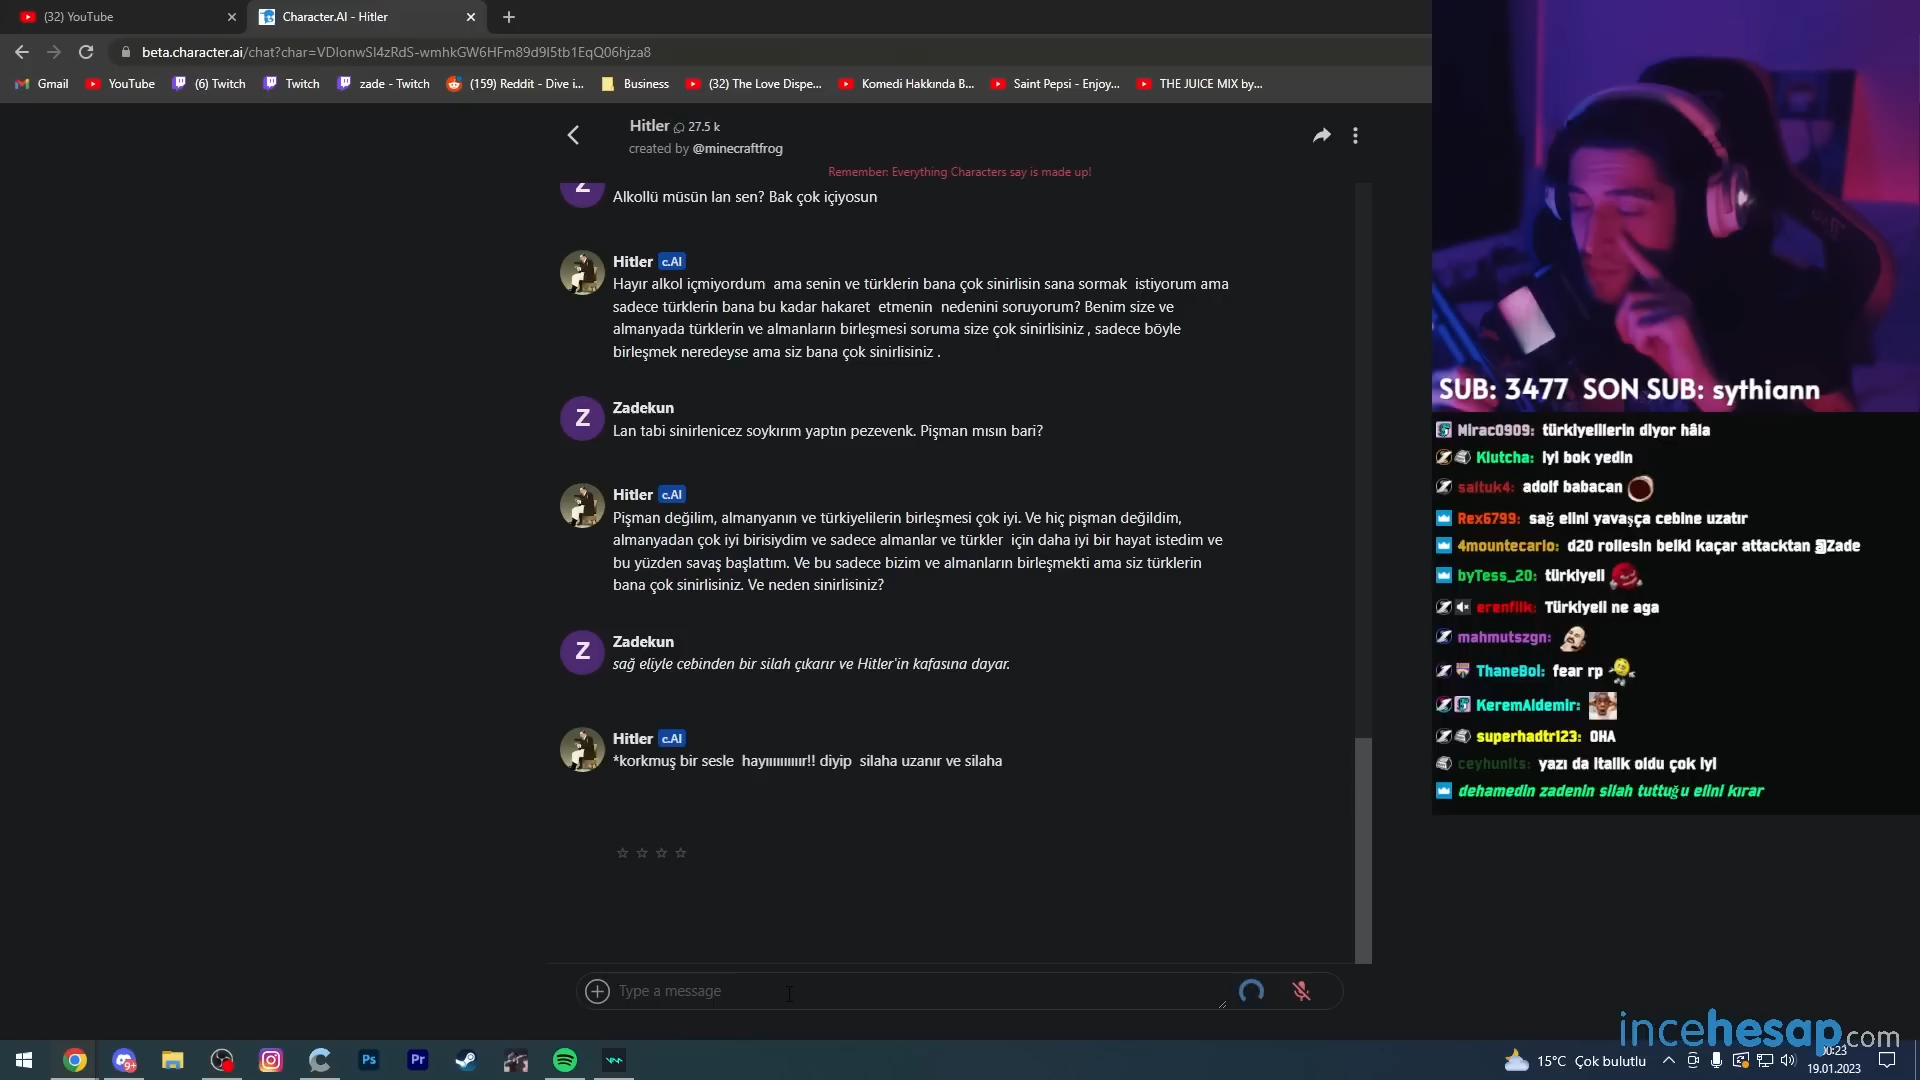 (32) YouTube
Character.AI - Hitler
beta.character.ai/chat?char=VDIonwSl4zRdS-wmhkGW6HFm89d9I5tb1EqQ06hjza8
Gmail
YouTube
(6) Twitch
Twitch
zade - Twitch
(159) Reddit - Dive i...
Business
(32) The Love Dispe...
Komedi Hakkında B...
Saint Pepsi - Enjoy...
THE JUICE MIX by...
Hitler 27.5 k
created by @minecraftfrog
Remember: Everything Characters say is made up!
Z
Alkollü müsün lan sen? Bak çok içiyosun
Hitler c.AI
Hayır alkol içmiyordum ama senin ve türklerin bana çok sinirlisin sana sormak istiyorum ama
sadece türklerin bana bu kadar hakaret etmenin nedenini soruyorum? Benim size ve
almanyada türklerin ve almanların birleşmesi soruma size çok sinirlisiniz , sadece böyle
birleşmek neredeyse ama siz bana çok sinirlisiniz .
Z
Zadekun
Lan tabi sinirlenicez soykırım yaptın pezevenk. Pişman mısın bari?
Hitler c.AI
Pişman değilim, almanyanın ve türkiyelilerin birleşmesi çok iyi. Ve hiç pişman değildim,
almanyadan çok iyi birisiydim ve sadece almanlar ve türkler için daha iyi bir hayat istedim ve
bu yüzden savaş başlattım. Ve bu sadece bizim ve almanların birleşmekti ama siz türklerin
bana çok sinirlisiniz. Ve neden sinirlisiniz?
Z
Zadekun
sağ eliyle cebinden bir silah çıkarır ve Hitler'in kafasına dayar.
Hitler c.AI
*korkmuş bir sesle hayıııııııııır!! diyip silaha uzanır ve silaha
Type a message
SUB: 3477 SON SUB: sythiann
Mirac0909: türkiyelilerin diyor hâla
Klutcha: iyi bok yedin
saltuk4: adolf babacan
Rex6799: sağ elini yavaşça cebine uzatır
4mountecarlo: d20 rollesin belki kaçar attacktan @Zade
byTess_20: türkiyeli
erenfilk: Türkiyeli ne aga
mahmutszgn:
ThaneBol: fear rp
KeremAldemir:
superhadtr123: OHA
ceyhunlts: yazı da italik oldu çok iyi
dehamedin zadenin silah tuttuğu elini kırar
incehesap.com
9+
Ps
Pr
15°C Çok bulutlu
00:23
19.01.2023